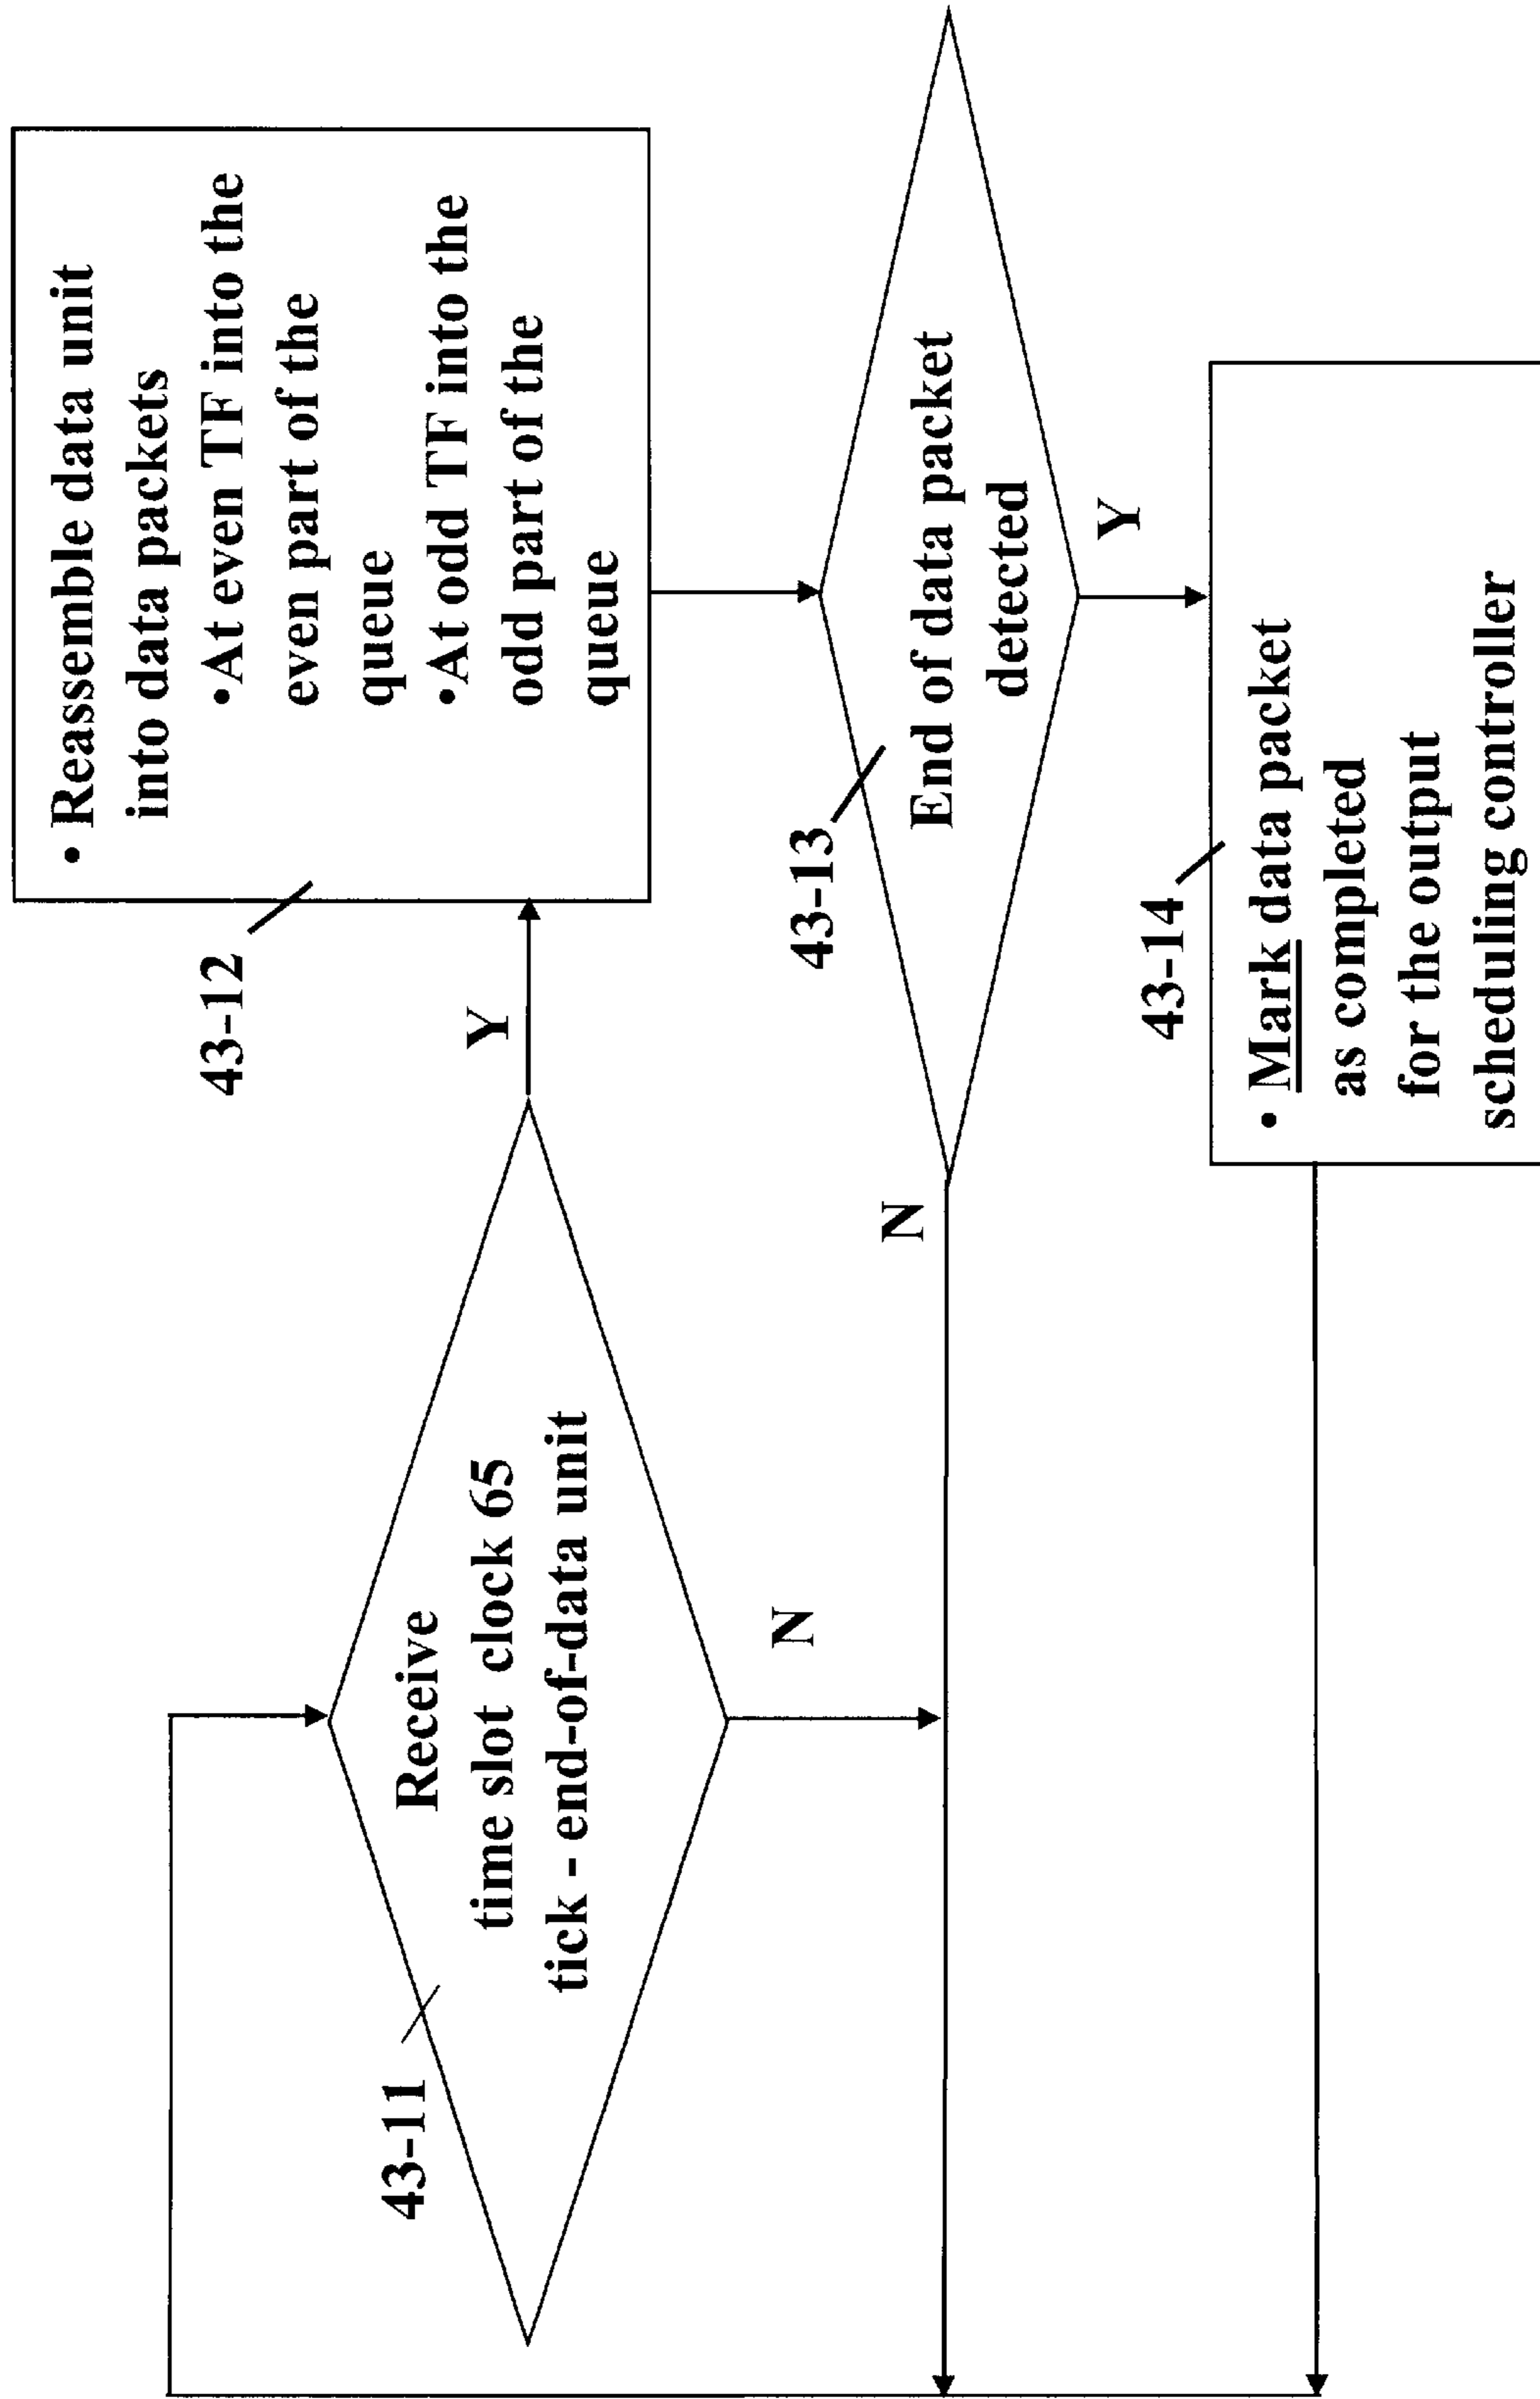 43-11
Receive
time slot clock 65
tick - end-of-data unit
Y
N
43-12
• Reassemble data unit
into data packets
•At even TF into the
even part of the
queue
•At odd TF into the
odd part of the
queue
43-13
End of data packet
detected
N
Y
43-14
• Mark data packet
as completed
for the output
scheduling controller